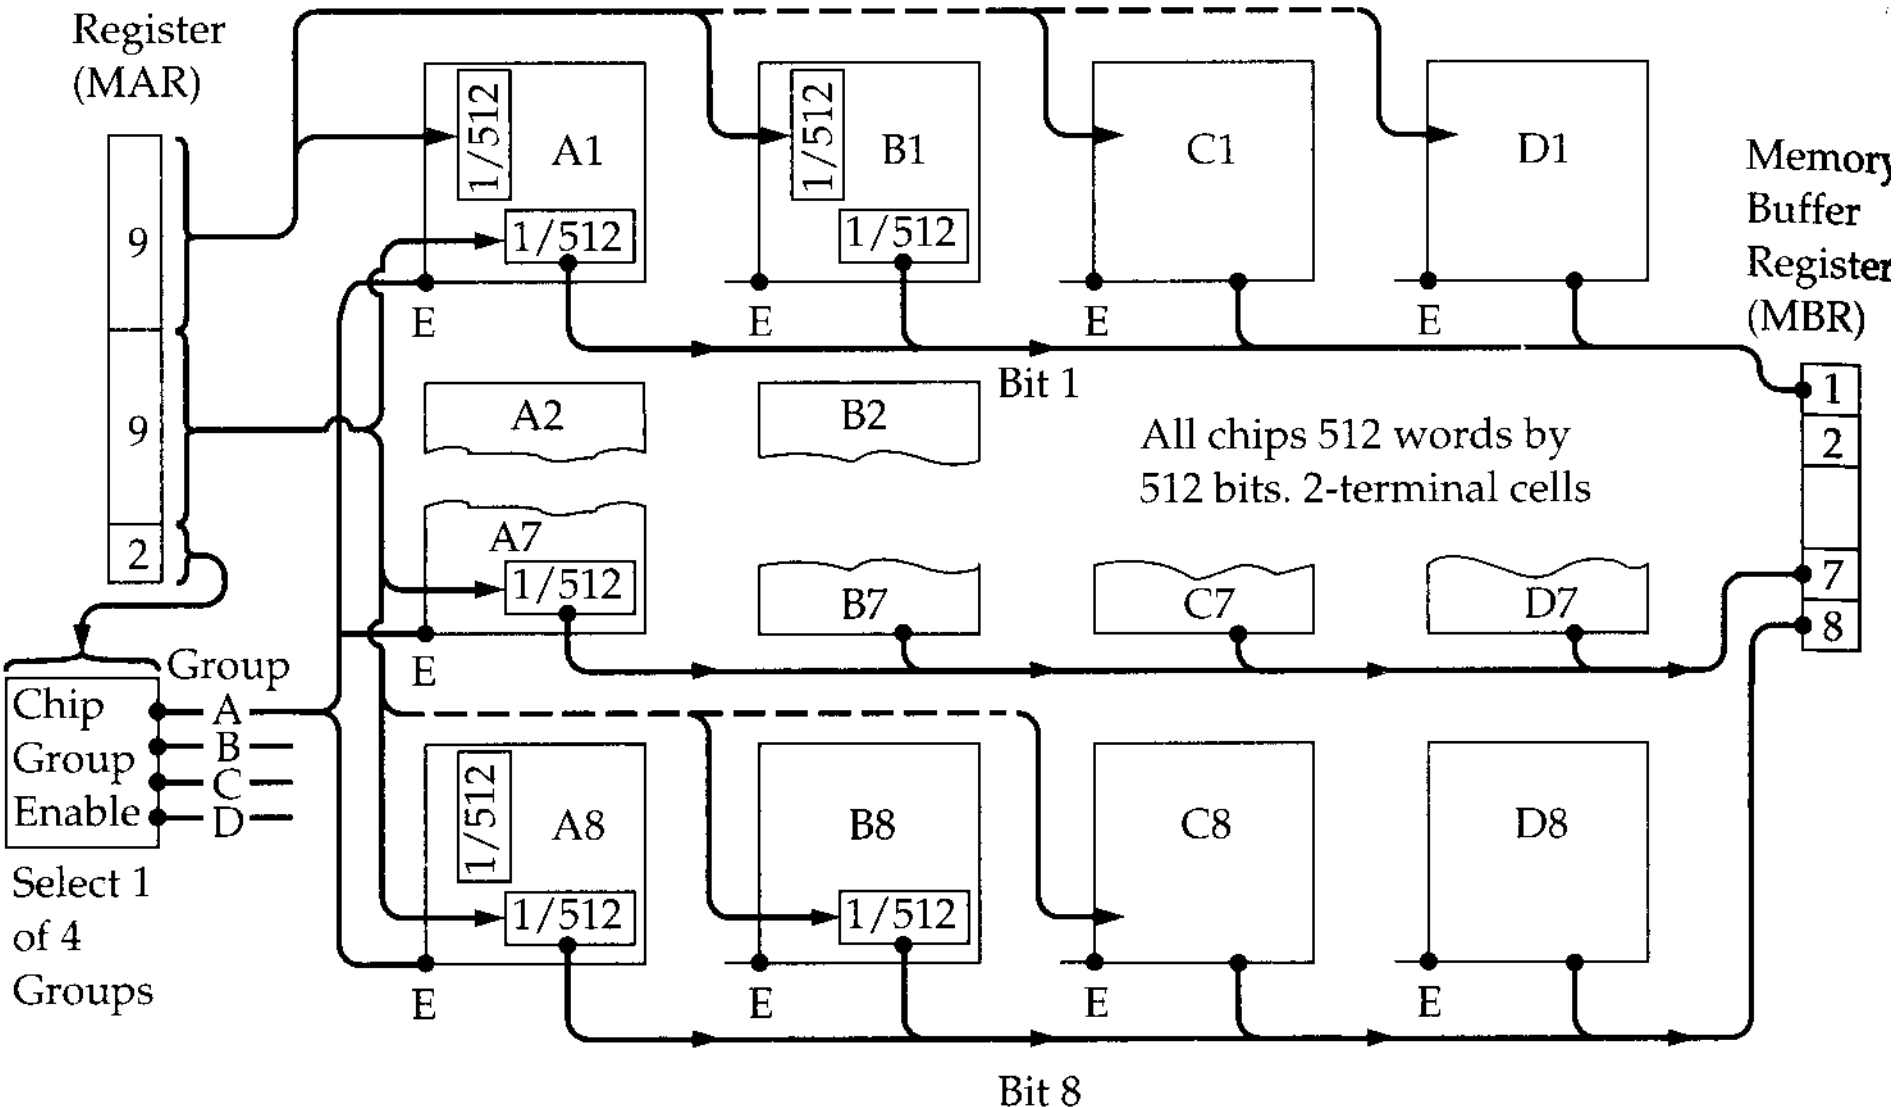 Register
(MAR)
9
9
2
1/512
A1
1/512
E
1/512
B1
1/512
E
C1
E
D1
E
Memory
Buffer
Register
(MBR)
Bit 1
1
2
7
8
A2
B2
All chips 512 words by
512 bits. 2-terminal cells
A7
1/512
E
B7
C7
D7
Group
A
B
C
D
Chip
Group
Enable
Select 1
of 4
Groups
1/512
A8
1/512
E
B8
1/512
E
C8
E
D8
E
Bit 8